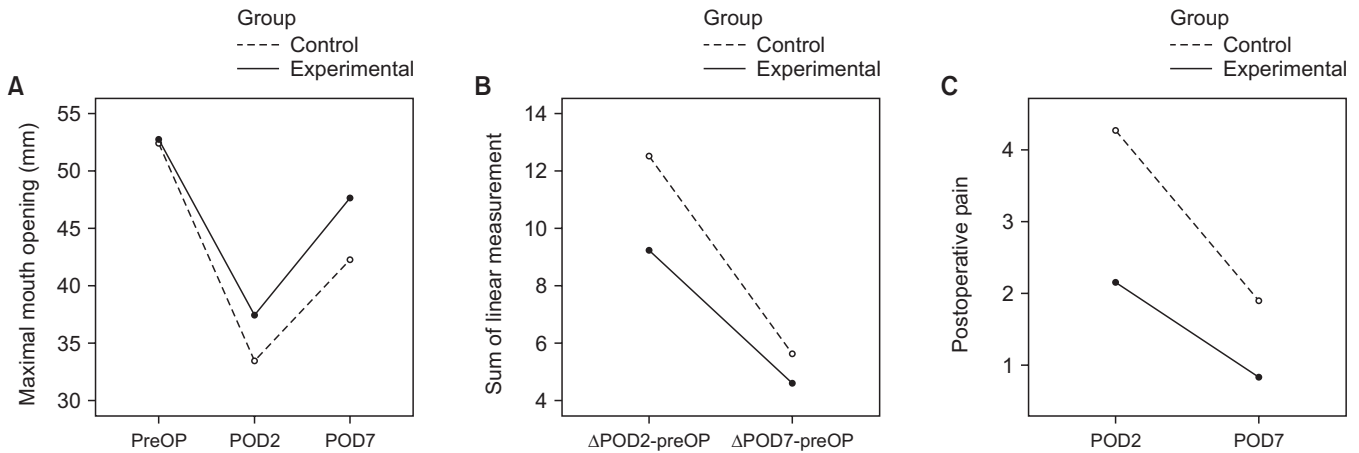 A
Group
Control
Experimental
Maximal mouth opening (mm)
55
50
45
40
35
30
PreOP
POD2
POD7
B
Group
Control
Experimental
Sum of linear measurement
14
12
10
8
6
4
ΔPOD2-preOP
ΔPOD7-preOP
C
Group
Control
Experimental
Postoperative pain
4
3
2
1
POD2
POD7